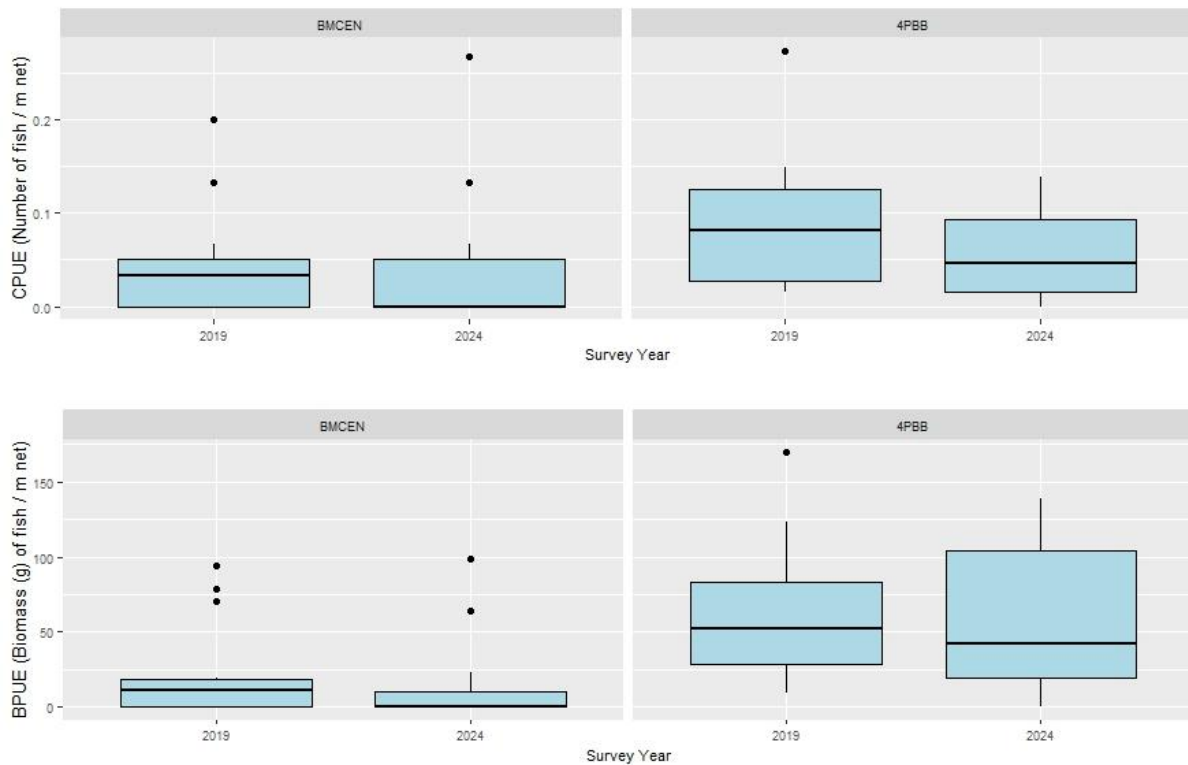 BMCEN 4PBB
CPUE (Number of fish / m net)
0.2
0.1
0.0
2019 2024 2019 2024
Survey Year
BMCEN 4PBB
BPUE (Biomass (g) of fish / m net)
150
100
50
0
2019 2024 2019 2024
Survey Year